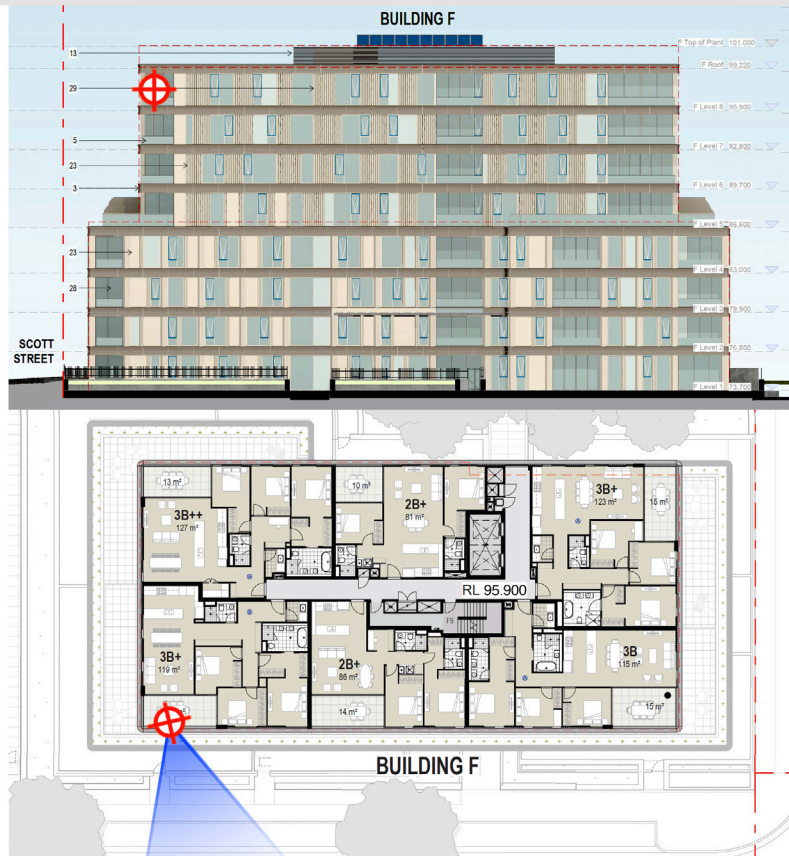 BUILDING F
13
F Top of Plant 101.000
F Roof 99.220
29
F Level 8 95.900
5
F Level 7 92.800
23
3
F Level 6 89.700
F Level 5 86.600
23
F Level 4 83.000
28
F Level 3 79.900
SCOTT
STREET
F Level 2 76.800
F Level 1 73.700
13 m²
3B++
127 m²
10 m²
2B+
81 m²
3B+
123 m²
15 m²
RL 95.900
FS
3B+
119 m²
2B+
86 m²
3B
115 m²
14 m²
15 m²
BUILDING F